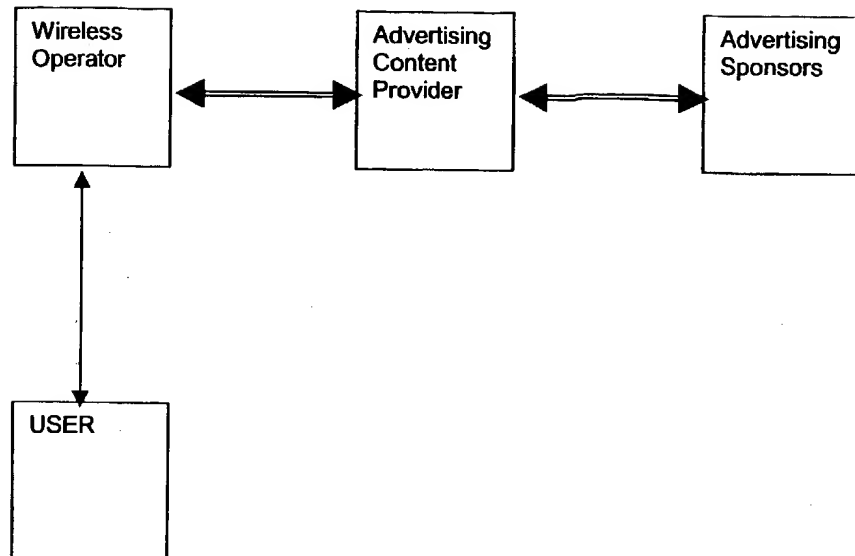 Wireless
Operator
Advertising
Content
Provider
Advertising
Sponsors
USER